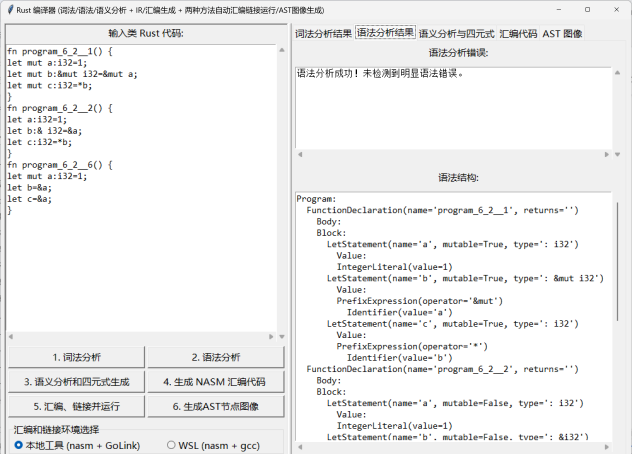 Rust 编译器 (词法/语法/语义分析 + IR/汇编生成 + 两种方法自动汇编链接运行/AST图像生成)
输入类 Rust 代码:
fn program_6_2__1() {
let mut a:i32=1;
let mut b:&mut i32=&mut a;
let mut c:i32=*b;
}
fn program_6_2__2() {
let a:i32=1;
let b:& i32=&a;
let c:i32=*b;
}
fn program_6_2__6() {
let mut a:i32=1;
let b=&a;
let c=&a;
}
1. 词法分析
2. 语法分析
3. 语义分析和四元式生成
4. 生成 NASM 汇编代码
5. 汇编、链接并运行
6. 生成AST节点图像
汇编和链接环境选择
本地工具 (nasm + GoLink)
WSL (nasm + gcc)
词法分析结果 语法分析结果 语义分析与四元式 汇编代码 AST 图像
语法分析错误:
语法分析成功! 未检测到明显语法错误。
语法结构:
Program:
FunctionDeclaration(name='program_6_2__1', returns='')
Body:
Block:
LetStatement(name='a', mutable=True, type=': i32')
Value:
IntegerLiteral(value=1)
LetStatement(name='b', mutable=True, type=': &mut i32')
Value:
PrefixExpression(operator='&mut')
Identifier(value='a')
LetStatement(name='c', mutable=True, type=': i32')
Value:
PrefixExpression(operator='*')
Identifier(value='b')
FunctionDeclaration(name='program_6_2__2', returns='')
Body:
Block:
LetStatement(name='a', mutable=False, type=': i32')
Value:
IntegerLiteral(value=1)
LetStatement(name='b', mutable=False, type=': &i32')